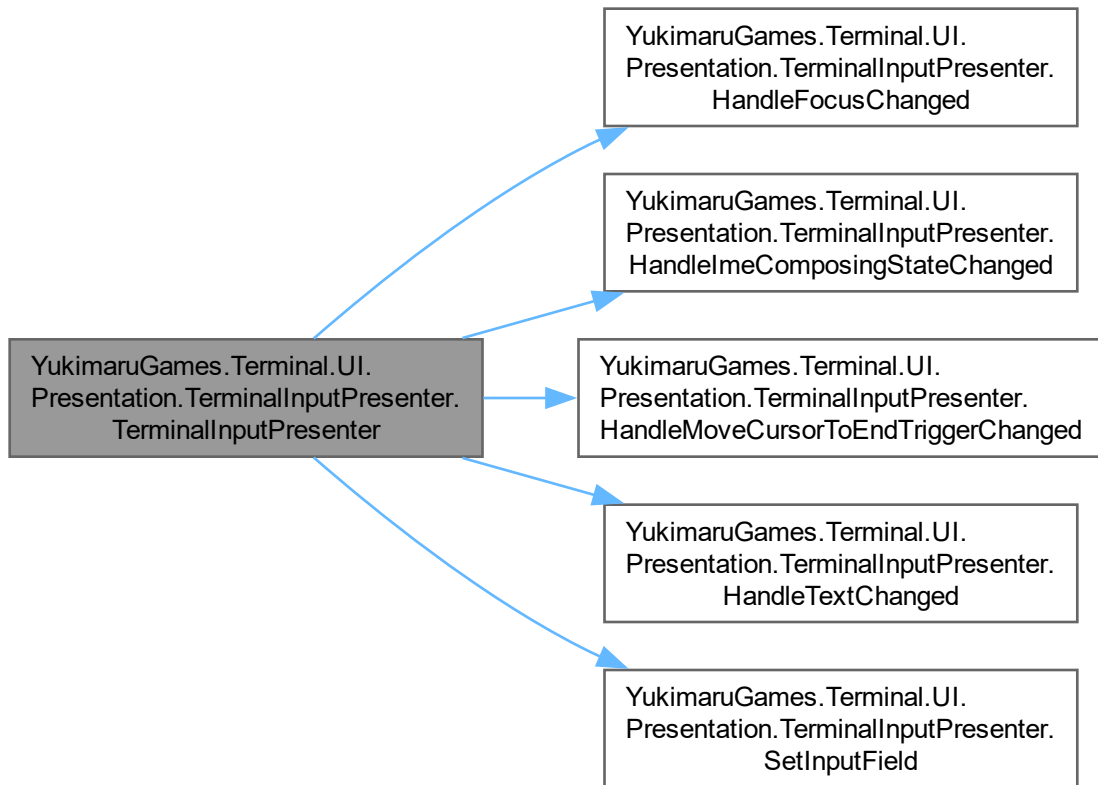 YukimaruGames.Terminal.UI.
Presentation.TerminalInputPresenter.
TerminalInputPresenter
YukimaruGames.Terminal.UI.
Presentation.TerminalInputPresenter.
HandleFocusChanged
YukimaruGames.Terminal.UI.
Presentation.TerminalInputPresenter.
HandleImeComposingStateChanged
YukimaruGames.Terminal.UI.
Presentation.TerminalInputPresenter.
HandleMoveCursorToEndTriggerChanged
YukimaruGames.Terminal.UI.
Presentation.TerminalInputPresenter.
HandleTextChanged
YukimaruGames.Terminal.UI.
Presentation.TerminalInputPresenter.
SetInputField